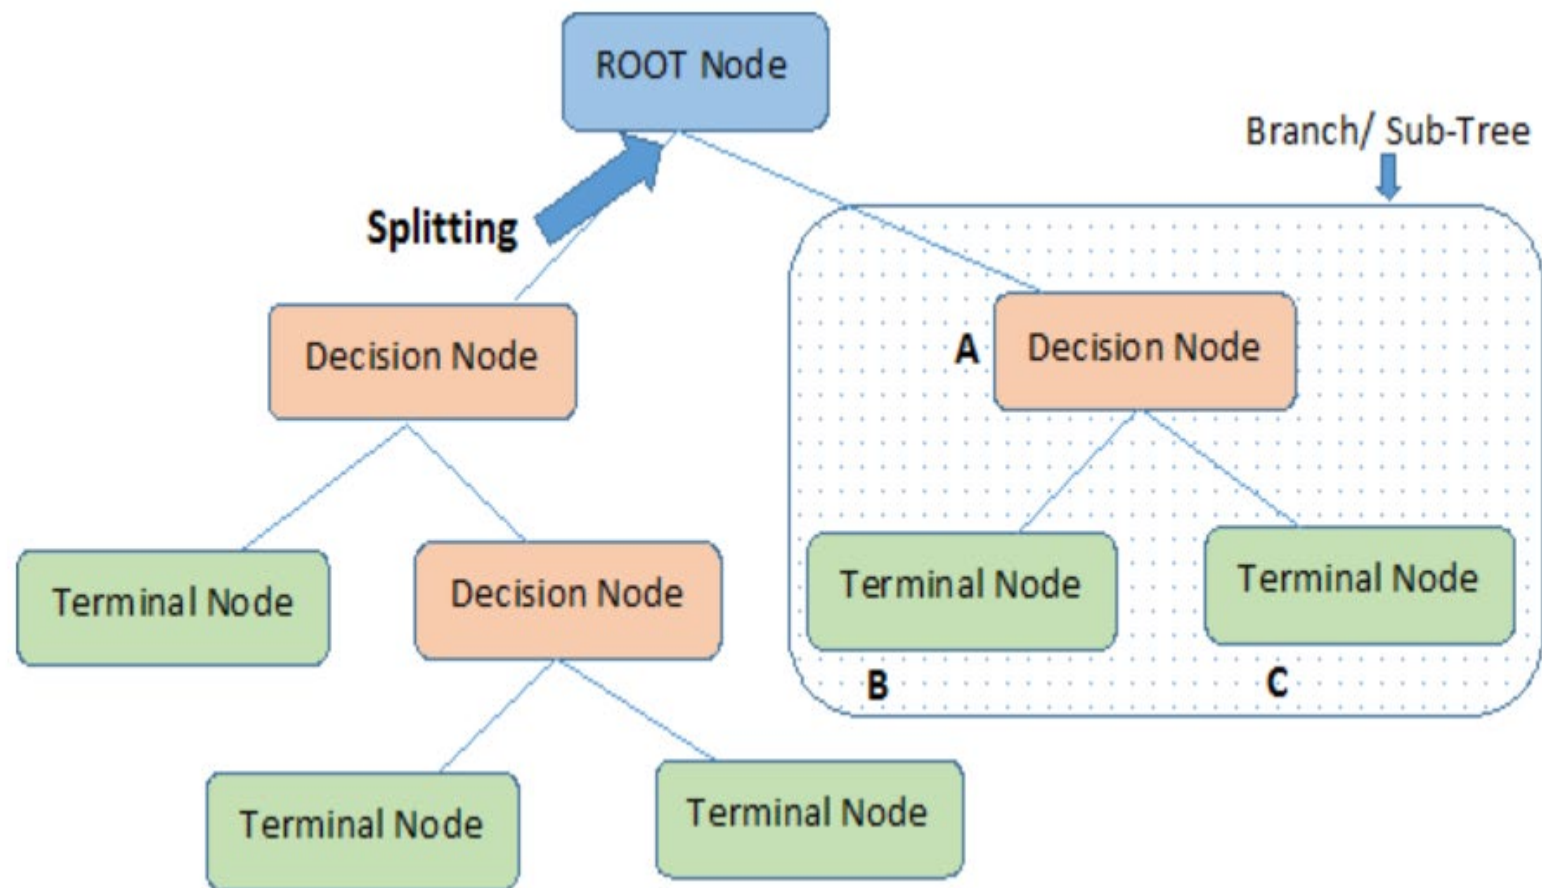 ROOT Node
Branch/ Sub-Tree
Splitting
Decision Node
A
Decision Node
Terminal Node
Decision Node
Terminal Node
Terminal Node
B
C
Terminal Node
Terminal Node